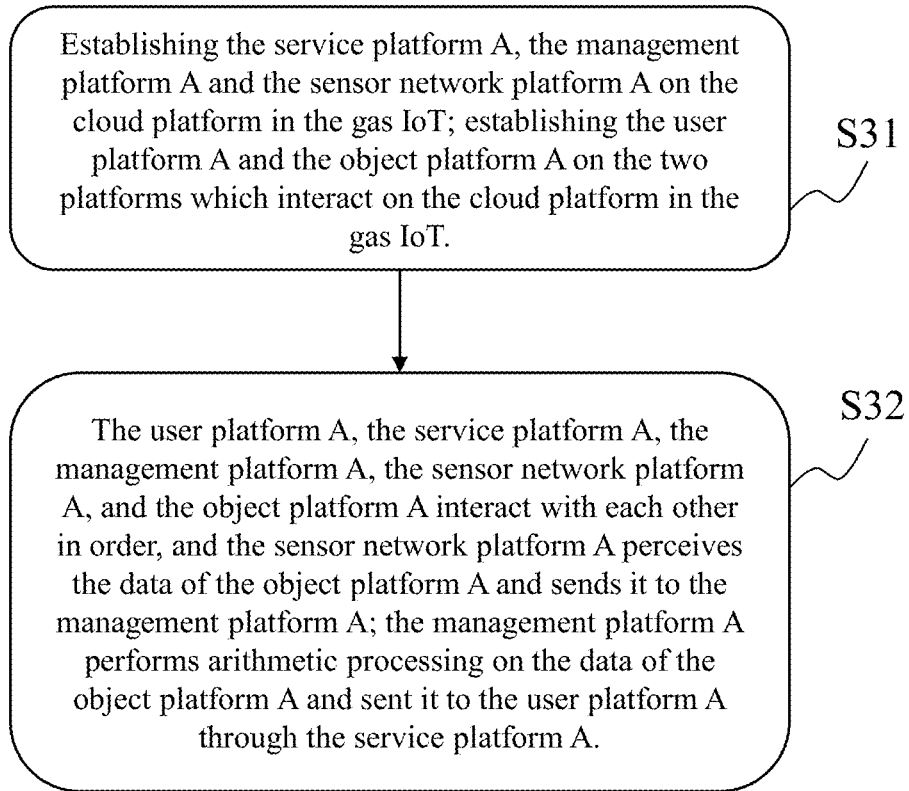 Establishing the service platform A, the management
platform A and the sensor network platform A on the
cloud platform in the gas IoT; establishing the user
platform A and the object platform A on the two
platforms which interact on the cloud platform in the
gas IoT.
S31
The user platform A, the service platform A, the
management platform A, the sensor network platform
A, and the object platform A interact with each other
in order, and the sensor network platform A perceives
the data of the object platform A and sends it to the
management platform A; the management platform A
performs arithmetic processing on the data of the
object platform A and sent it to the user platform A
through the service platform A.
S32